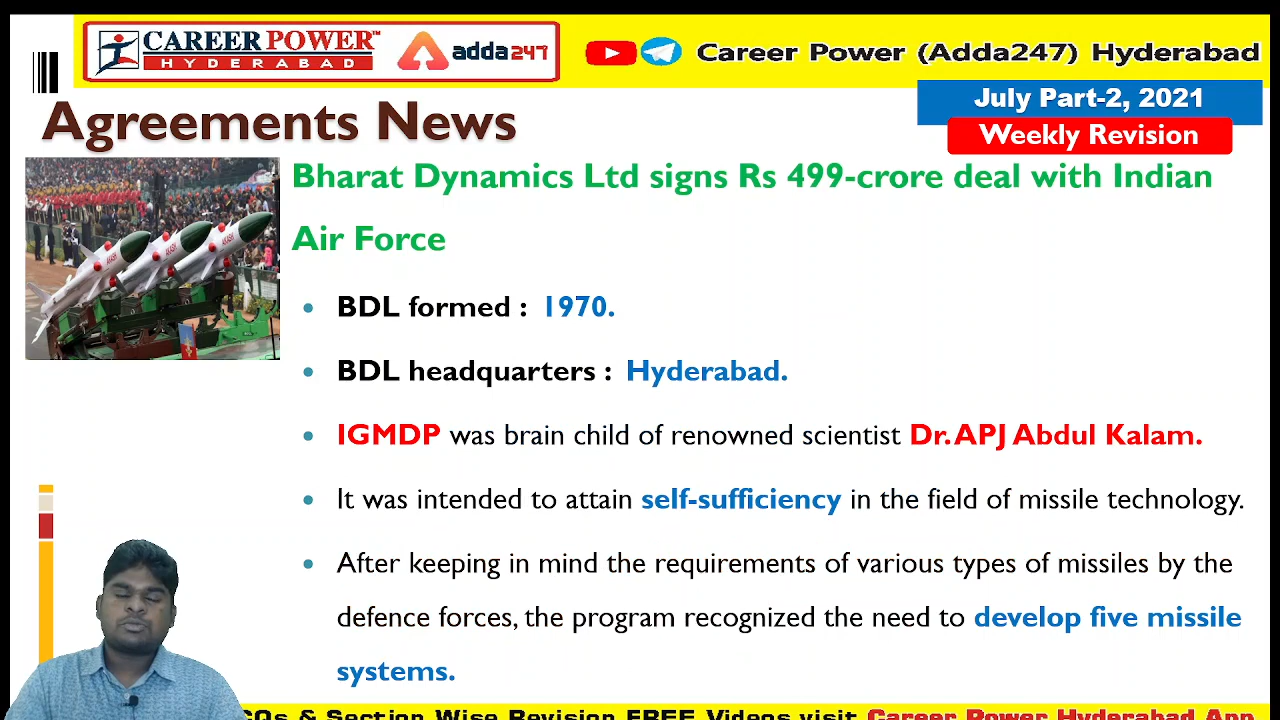 CAREER POWER™
HYDERABAD
adda247
Career Power (Adda247) Hyderabad
July Part-2, 2021
Weekly Revision
Agreements News
Bharat Dynamics Ltd signs Rs 499-crore deal with Indian
Air Force
• BDL formed : 1970.
• BDL headquarters : Hyderabad.
• IGMDP was brain child of renowned scientist Dr. APJ Abdul Kalam.
• It was intended to attain self-sufficiency in the field of missile technology.
• After keeping in mind the requirements of various types of missiles by the
defence forces, the program recognized the need to develop five missile
systems.
& Section Wise Revision FREE Videos visit Career Power Hyderabad App